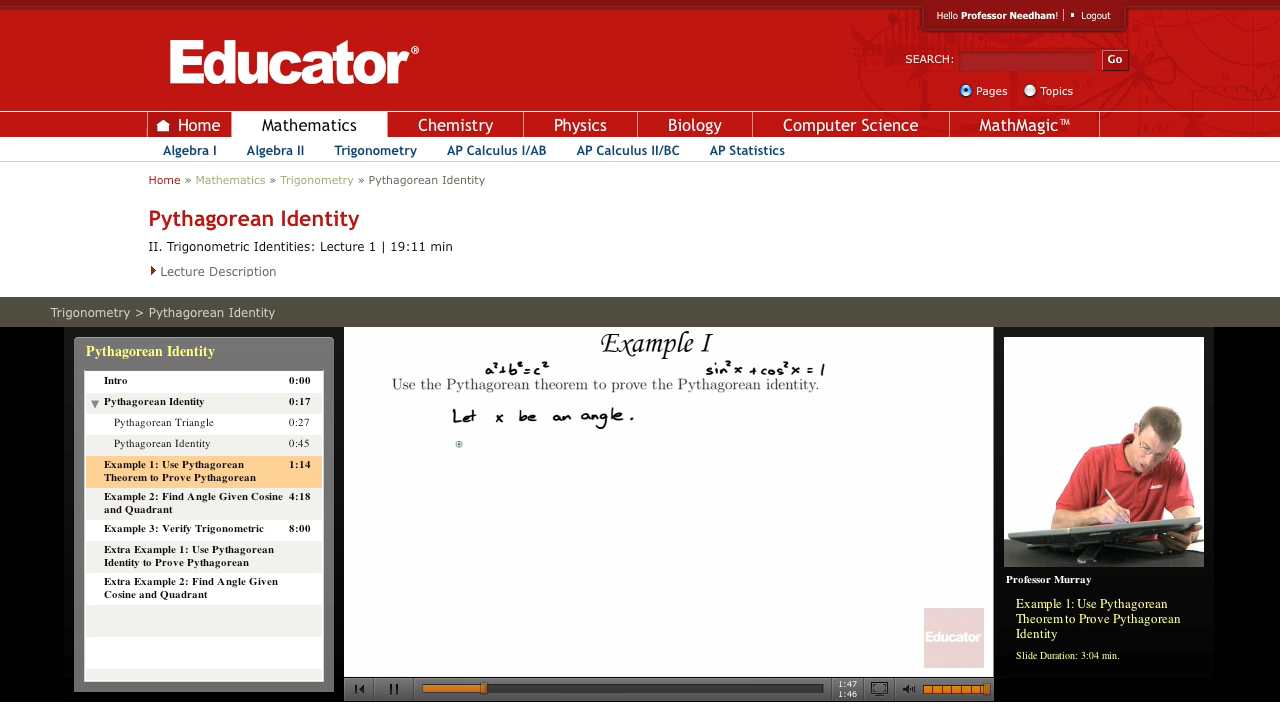 Hello Professor Needham! Logout
Educator®
SEARCH: Go
Pages Topics
Home Mathematics Chemistry Physics Biology Computer Science MathMagic™
Algebra I Algebra II Trigonometry AP Calculus I/AB AP Calculus II/BC AP Statistics
Home » Mathematics » Trigonometry » Pythagorean Identity
Pythagorean Identity
II. Trigonometric Identities: Lecture 1 | 19:11 min
Lecture Description
Trigonometry > Pythagorean Identity
Pythagorean Identity
Intro 0:00
Pythagorean Identity 0:17
Pythagorean Triangle 0:27
Pythagorean Identity 0:45
Example 1: Use Pythagorean 1:14
Theorem to Prove Pythagorean
Example 2: Find Angle Given Cosine 4:18
and Quadrant
Example 3: Verify Trigonometric 8:00
Extra Example 1: Use Pythagorean
Identity to Prove Pythagorean
Extra Example 2: Find Angle Given
Cosine and Quadrant
Example I
a²+b²=c² sin²x + cos²x = 1
Use the Pythagorean theorem to prove the Pythagorean identity.
Let x be an angle.
Educator
1:47
1:46
Professor Murray
Example 1: Use Pythagorean
Theorem to Prove Pythagorean
Identity
Slide Duration: 3:04 min.